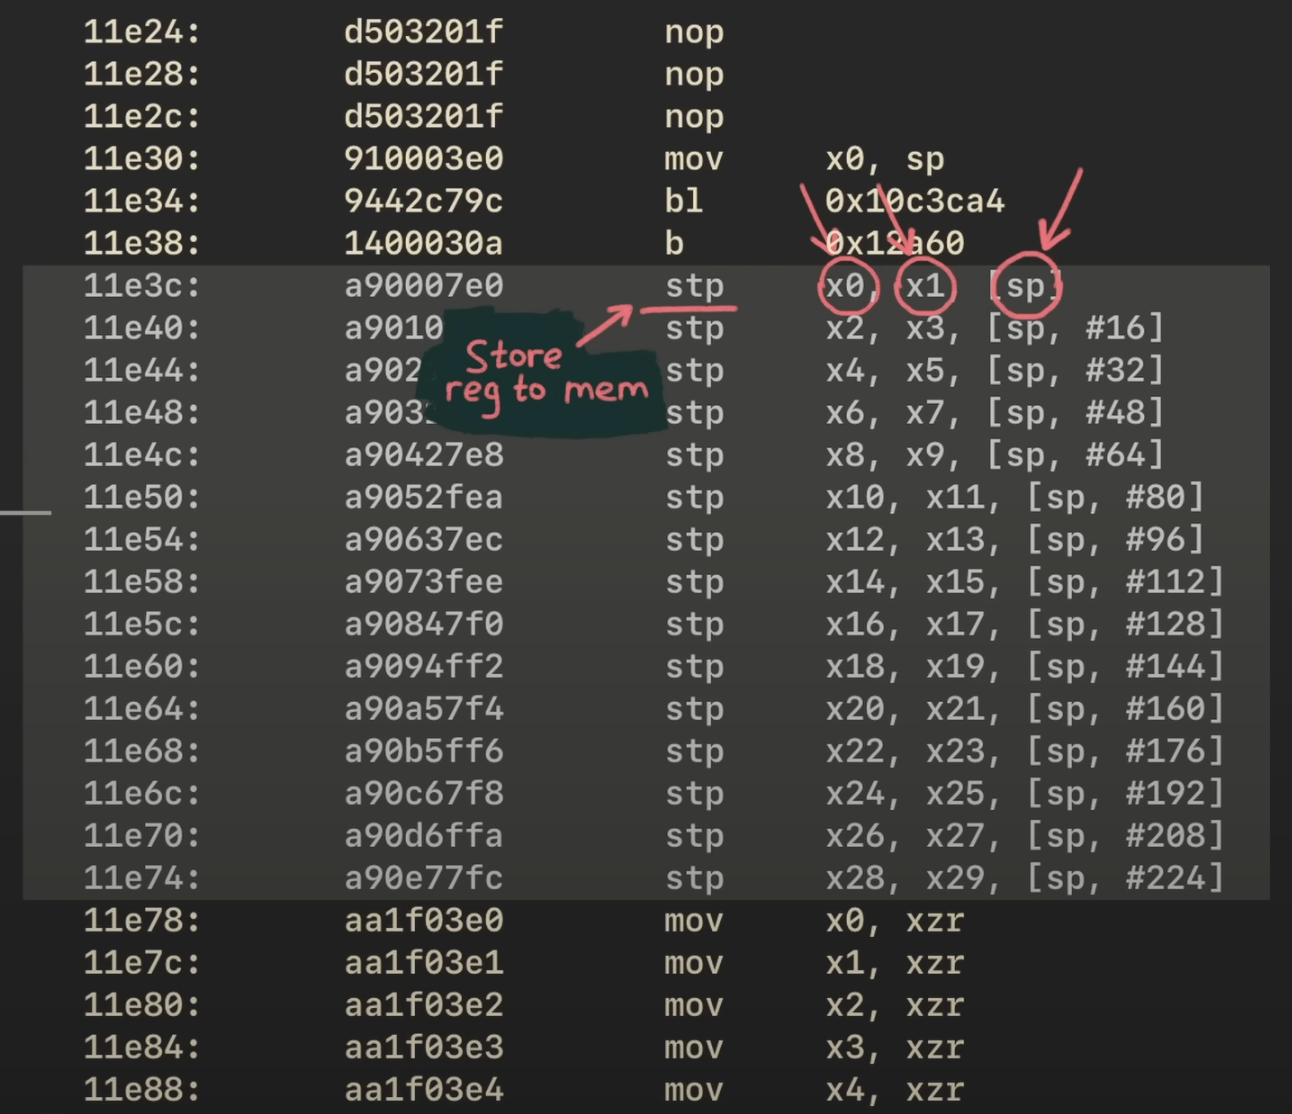 11e24: d503201f nop
11e28: d503201f nop
11e2c: d503201f nop
11e30: 910003e0 mov x0, sp
11e34: 9442c79c bl 0x10c3ca4
11e38: 1400030a b 0x12a60
11e3c: a90007e0 stp x0, x1 [sp]
11e40: a9010 stp x2, x3, [sp, #16]
Store
11e44: a902 stp x4, x5, [sp, #32]
reg to mem
11e48: a903 stp x6, x7, [sp, #48]
11e4c: a90427e8 stp x8, x9, [sp, #64]
11e50: a9052fea stp x10, x11, [sp, #80]
11e54: a90637ec stp x12, x13, [sp, #96]
11e58: a9073fee stp x14, x15, [sp, #112]
11e5c: a90847f0 stp x16, x17, [sp, #128]
11e60: a9094ff2 stp x18, x19, [sp, #144]
11e64: a90a57f4 stp x20, x21, [sp, #160]
11e68: a90b5ff6 stp x22, x23, [sp, #176]
11e6c: a90c67f8 stp x24, x25, [sp, #192]
11e70: a90d6ffa stp x26, x27, [sp, #208]
11e74: a90e77fc stp x28, x29, [sp, #224]
11e78: aa1f03e0 mov x0, xzr
11e7c: aa1f03e1 mov x1, xzr
11e80: aa1f03e2 mov x2, xzr
11e84: aa1f03e3 mov x3, xzr
11e88: aa1f03e4 mov x4, xzr